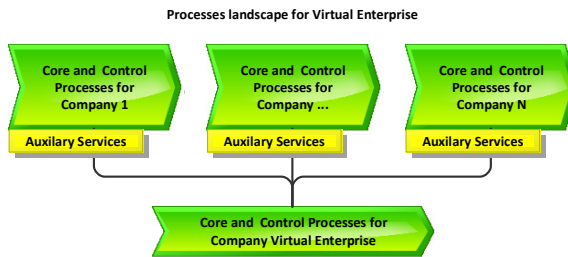 Processes landscape for Virtual Enterprise
Core and Control
Processes for
Company 1
Auxilary Services
Core and Control
Processes for
Company ...
Auxilary Services
Core and Control
Processes for
Company N
Auxilary Services
Core and Control Processes for
Company Virtual Enterprise